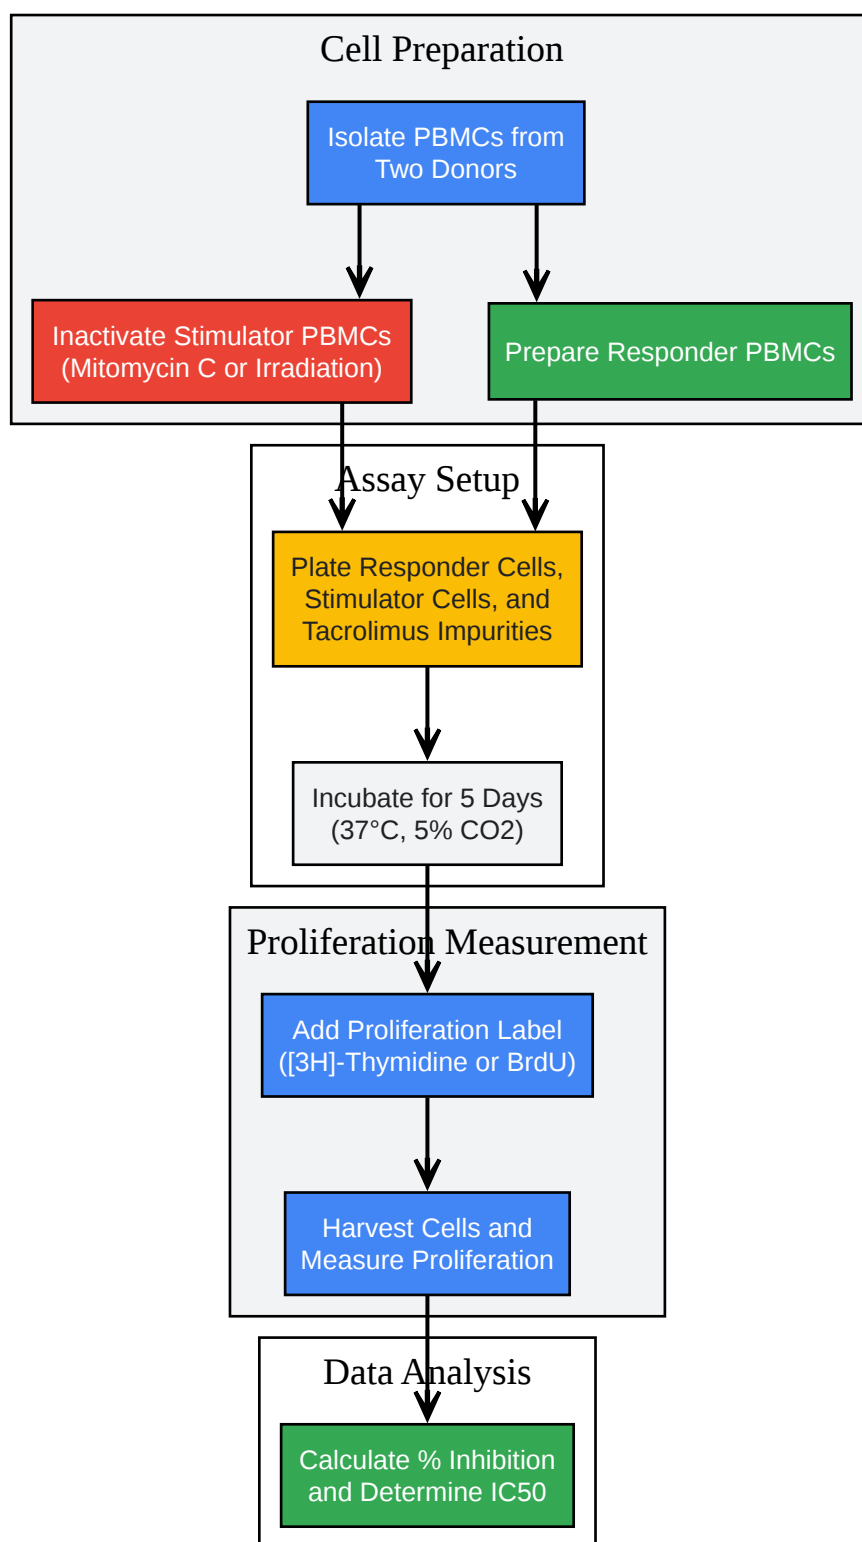 Cell Preparation
Isolate PBMCs from
Two Donors
Inactivate Stimulator PBMCs
(Mitomycin C or Irradiation)
Prepare Responder PBMCs
Assay Setup
Plate Responder Cells,
Stimulator Cells, and
Tacrolimus Impurities
Incubate for 5 Days
(37°C, 5% CO2)
Proliferation Measurement
Add Proliferation Label
([3H]-Thymidine or BrdU)
Harvest Cells and
Measure Proliferation
Data Analysis
Calculate % Inhibition
and Determine IC50